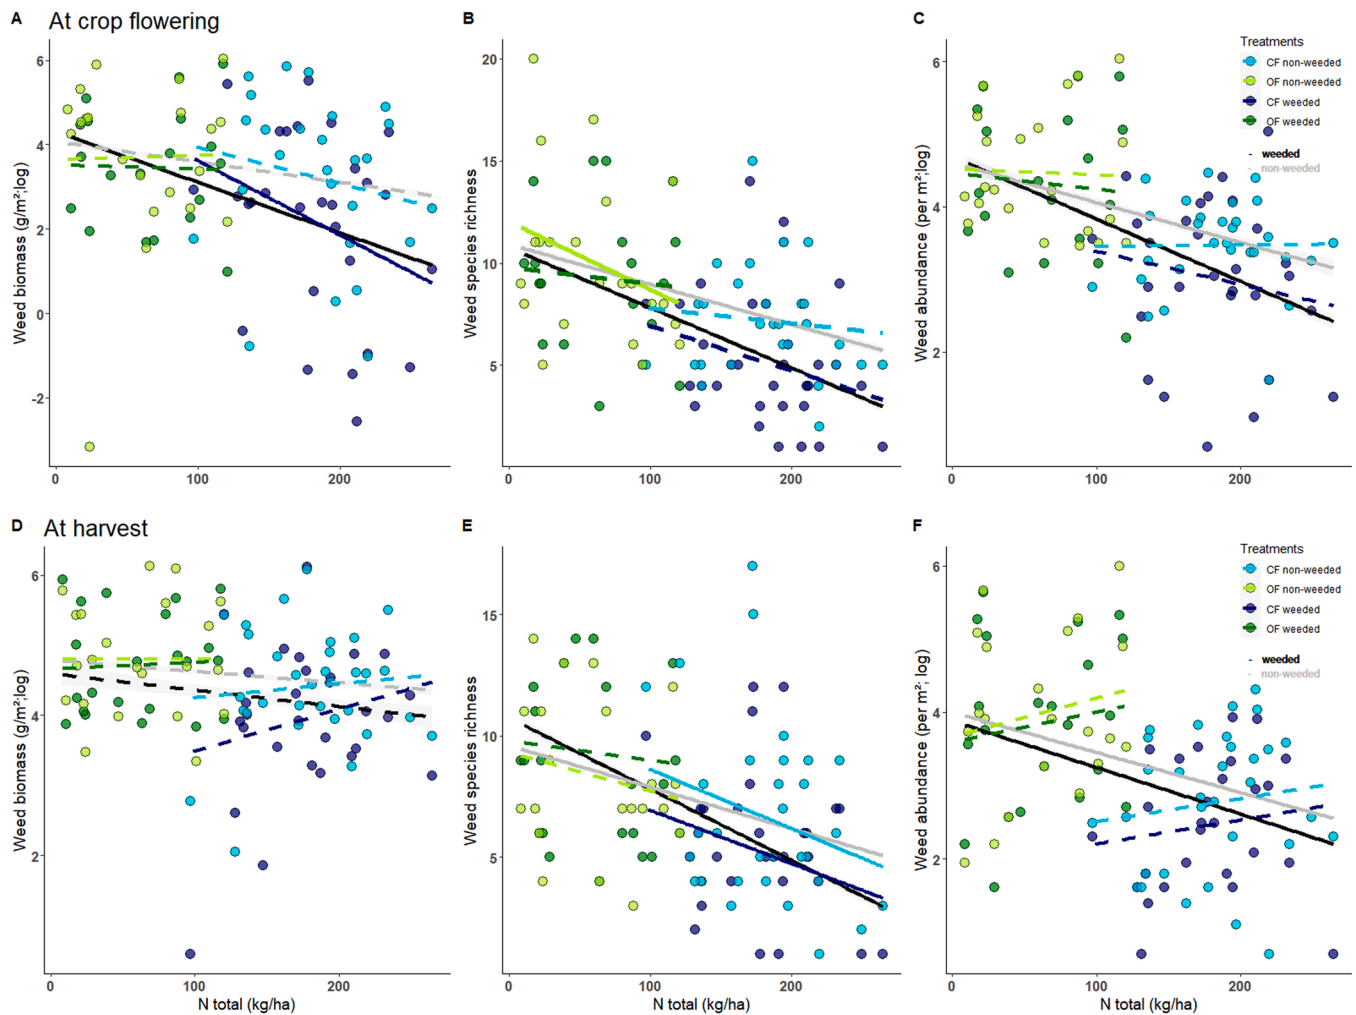 A At crop flowering B C
Weed biomass (g/m²:log)
6
4
2
0
-2
0 100 200
Weed species richness
20
15
10
5
0 100 200
Weed abundance (per m²:log)
6
4
2
0 100 200
Treatments
CF non-weeded
OF non-weeded
CF weeded
OF weeded
weeded
non-weeded
D At harvest E F
Weed biomass (g/m²:log)
6
4
2
0 100 200
N total (kg/ha)
Weed species richness
15
10
5
0 100 200
N total (kg/ha)
Weed abundance (per m²: log)
6
4
2
0 100 200
N total (kg/ha)
Treatments
CF non-weeded
OF non-weeded
CF weeded
OF weeded
weeded
non-weeded